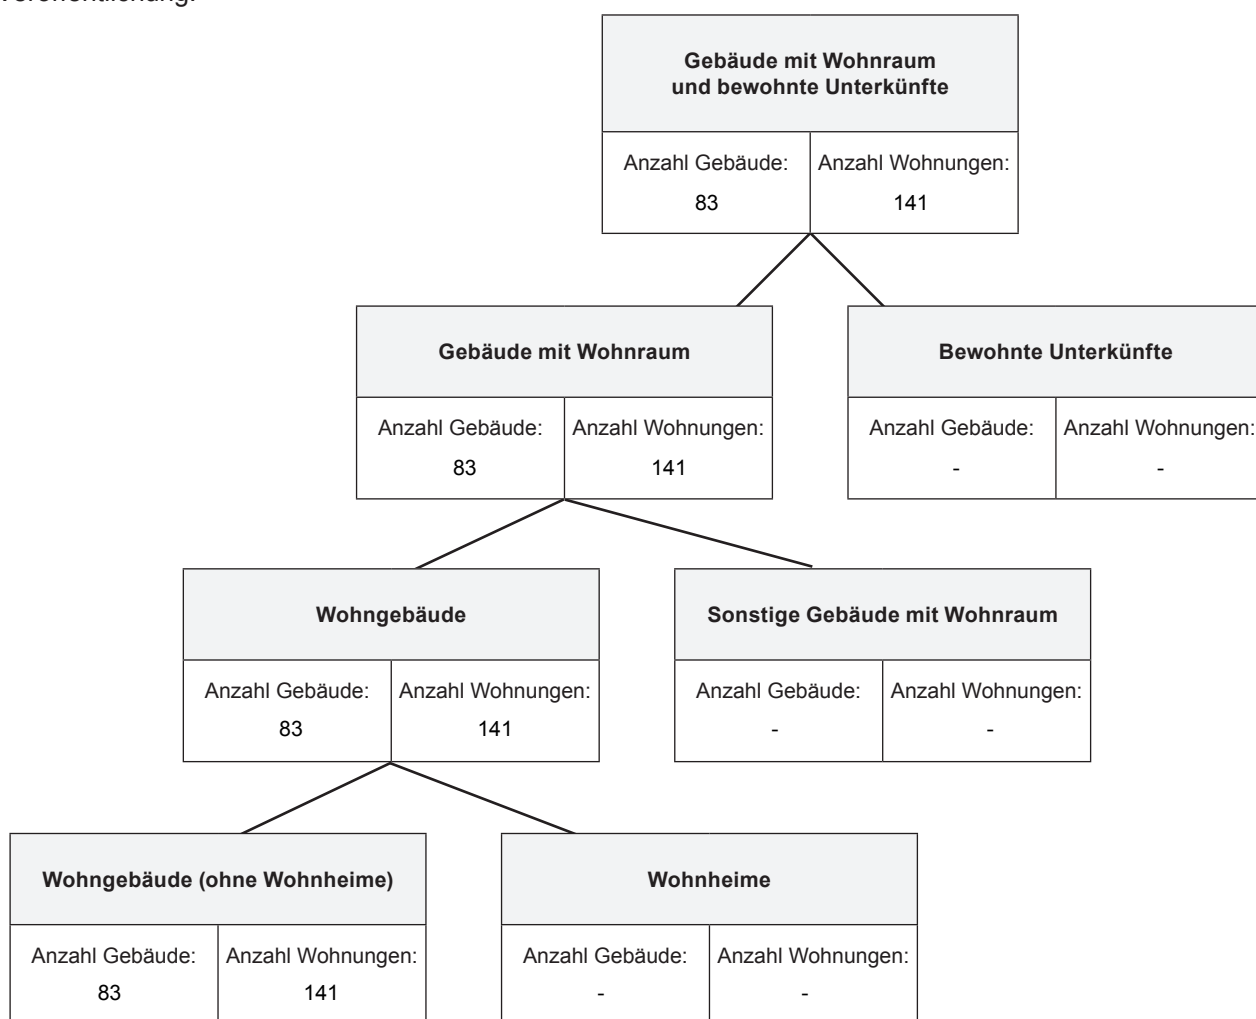 Veröffentlichung.
Gebäude mit Wohnraum
und bewohnte Unterkünfte
Anzahl Gebäude: Anzahl Wohnungen:
83 141
Gebäude mit Wohnraum Bewohnte Unterkünfte
Anzahl Gebäude: Anzahl Wohnungen: Anzahl Gebäude: Anzahl Wohnungen:
83 141 - -
Wohngebäude Sonstige Gebäude mit Wohnraum
Anzahl Gebäude: Anzahl Wohnungen: Anzahl Gebäude: Anzahl Wohnungen:
83 141 - -
Wohngebäude (ohne Wohnheime) Wohnheime
Anzahl Gebäude: Anzahl Wohnungen: Anzahl Gebäude: Anzahl Wohnungen:
83 141 - -